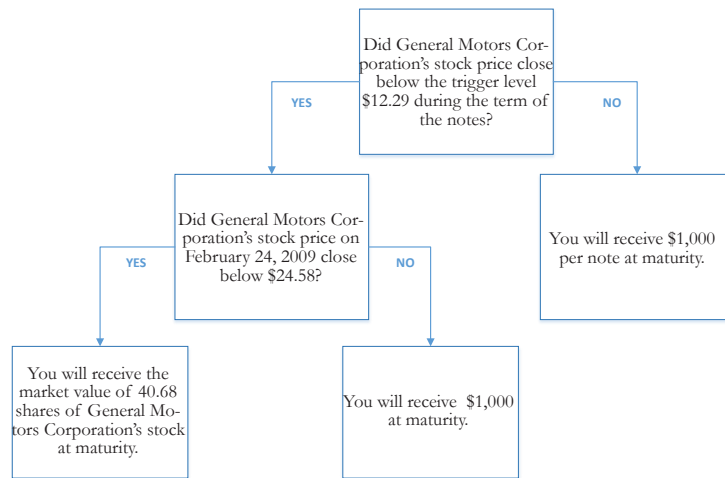 Did General Motors Cor-
poration's stock price close
below the trigger level
$12.29 during the term of
the notes?
YES
NO
Did General Motors Cor-
poration's stock price on
February 24, 2009 close
below $24.58?
You will receive $1,000
per note at maturity.
YES
NO
You will receive the
market value of 40.68
shares of General Mo-
tors Corporation's stock
at maturity.
You will receive $1,000
at maturity.